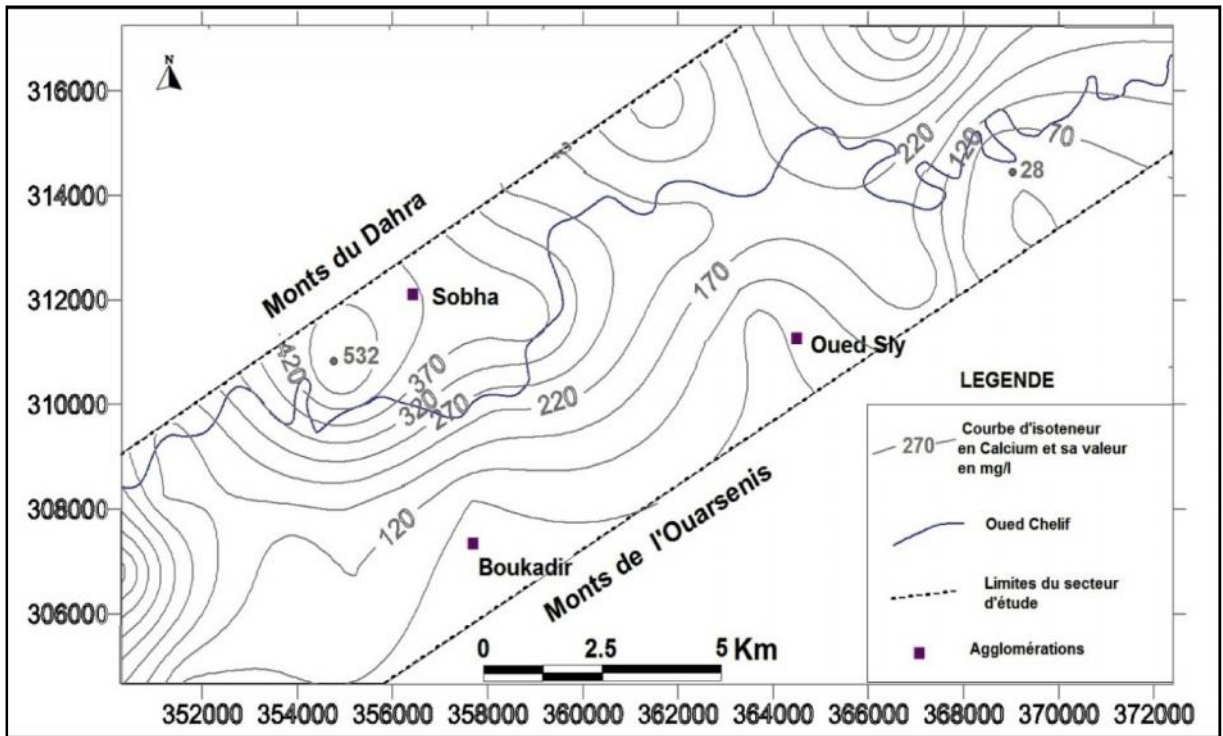 N
316000
314000
312000
310000
308000
306000
Monts du Dahra
Sobha
532
420
370
320
270
220
170
120
220
120
70
28
Oued Sly
Boukadir
Monts de l'Ouarsenis
0 2.5 5 Km
LEGENDE
270
Courbe d'isoteneur
en Calcium et sa valeur
en mg/l
Oued Chelif
Limites du secteur
d'étude
Agglomérations
352000 354000 356000 358000 360000 362000 364000 366000 368000 370000 372000